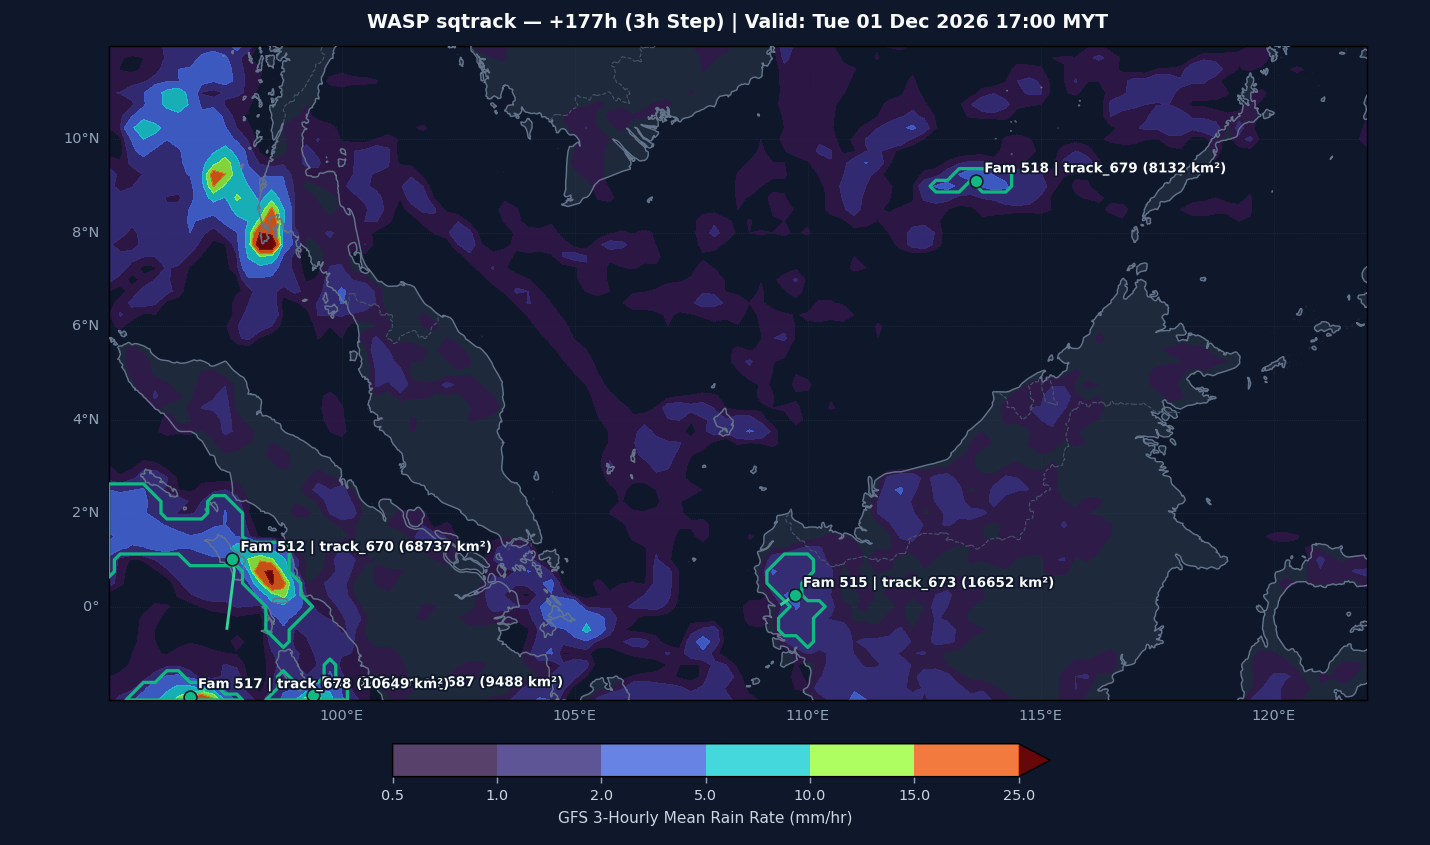 WASP sqtrack — +177h (3h Step) | Valid: Tue 01 Dec 2026 17:00 MYT
10°N
8°N
6°N
4°N
2°N
0°
Fam 518 | track_679 (8132 km²)
Fam 512 | track_670 (68737 km²)
Fam 515 | track_673 (16652 km²)
Fam 517 | track_678 (10649 km²)
687 (9488 km²)
100°E 105°E 110°E 115°E 120°E
0.5 1.0 2.0 5.0 10.0 15.0 25.0
GFS 3-Hourly Mean Rain Rate (mm/hr)